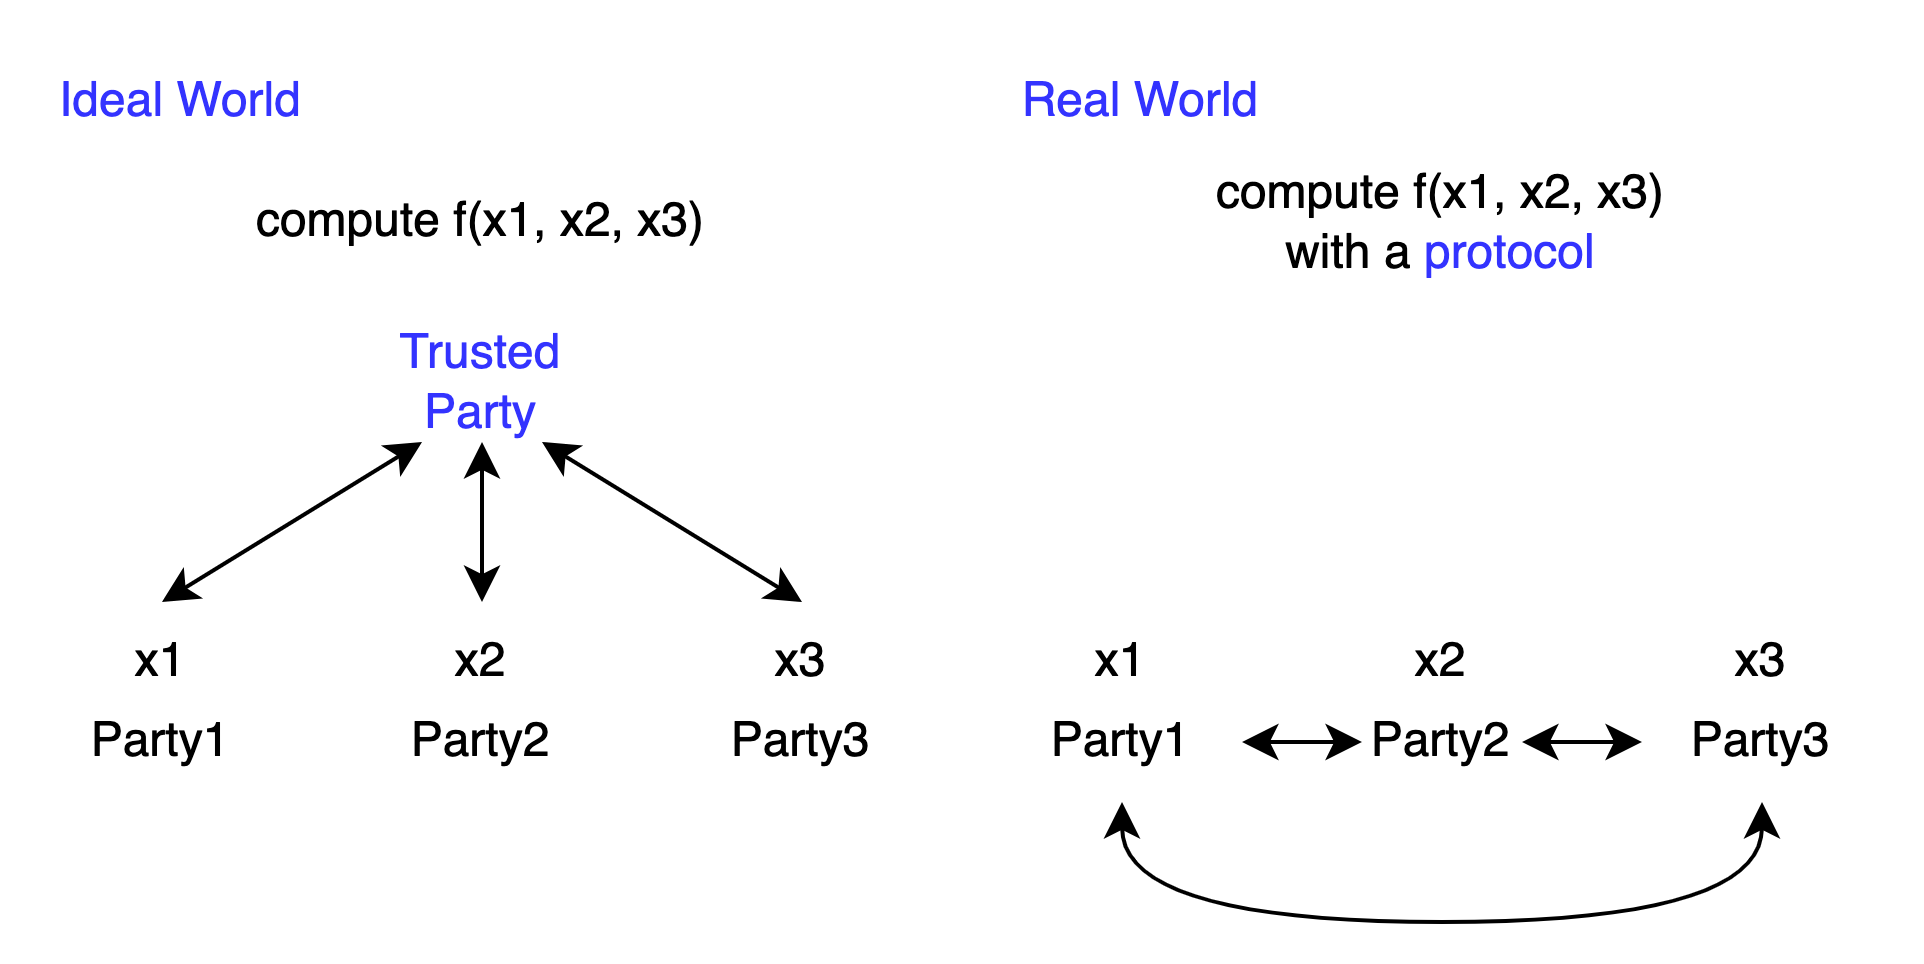 Ideal World
compute f(x1, x2, x3)
Trusted
Party
x1
x2
x3
Party1
Party2
Party3
Real World
compute f(x1, x2, x3)
with a protocol
x1
x2
x3
Party1
Party2
Party3